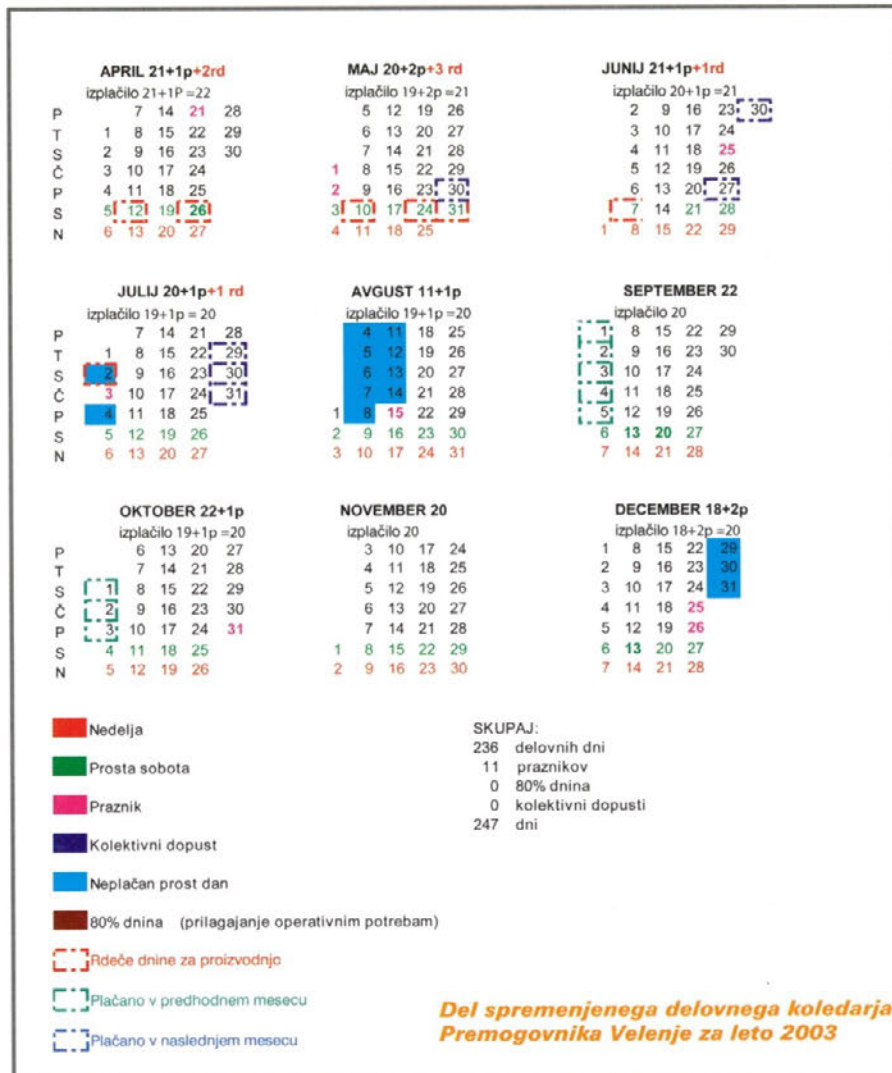 APRIL 21+1p+2rd
izplačilo 21+1P =22
P 7 14 21 28
T 1 8 15 22 29
S 2 9 16 23 30
Č 3 10 17 24
P 4 11 18 25
S 5 12 19 26
N 6 13 20 27
MAJ 20+2p+3 rd
izplačilo 19+2p =21
5 12 19 26
6 13 20 27
7 14 21 28
1 8 15 22 29
2 9 16 23 30
3 10 17 24 31
4 11 18 25
JUNIJ 21+1p+1rd
izplačilo 20+1p =21
2 9 16 23 30
3 10 17 24
4 11 18 25
5 12 19 26
6 13 20 27
7 14 21 28
1 8 15 22 29
JULIJ 20+1p+1 rd
izplačilo 19+1p = 20
P 7 14 21 28
T 1 8 15 22 29
S 2 9 16 23 30
Č 3 10 17 24 31
P 4 11 18 25
S 5 12 19 26
N 6 13 20 27
AVGUST 11+1p
izplačilo 19+1p =20
4 11 18 25
5 12 19 26
6 13 20 27
7 14 21 28
1 8 15 22 29
2 9 16 23 30
3 10 17 24 31
SEPTEMBER 22
izplačilo 20
1 8 15 22 29
2 9 16 23 30
3 10 17 24
4 11 18 25
5 12 19 26
6 13 20 27
7 14 21 28
OKTOBER 22+1p
izplačilo 19+1p =20
P 6 13 20 27
T 7 14 21 28
S 1 8 15 22 29
Č 2 9 16 23 30
P 3 10 17 24 31
S 4 11 18 25
N 5 12 19 26
NOVEMBER 20
izplačilo 20
3 10 17 24
4 11 18 25
5 12 19 26
6 13 20 27
7 14 21 28
1 8 15 22 29
2 9 16 23 30
DECEMBER 18+2p
izplačilo 18+2p =20
1 8 15 22 29
2 9 16 23 30
3 10 17 24 31
4 11 18 25
5 12 19 26
6 13 20 27
7 14 21 28
Nedelja
Prosta sobota
Praznik
Kolektivni dopust
Neplačan prost dan
80% dnina (prilagajanje operativnim potrebam)
Rdeče dnine za proizvodnjo
Plačano v predhodnem mesecu
Plačano v naslednjem mesecu
SKUPAJ:
236 delovnih dni
11 praznikov
0 80% dnina
0 kolektivni dopusti
247 dni
Del spremenjenega delovnega koledarja
Premogovnika Velenje za leto 2003